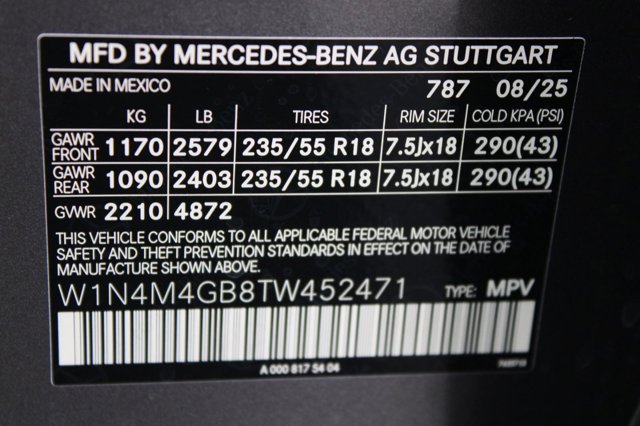 MFD BY MERCEDES-BENZ AG STUTTGART
MADE IN MEXICO 787 08/25
KG LB TIRES RIM SIZE COLD KPA (PSI)
GAWR FRONT 1170 2579 235/55 R18 7.5Jx18 290(43)
GAWR REAR 1090 2403 235/55 R18 7.5Jx18 290(43)
GVWR 2210 4872
THIS VEHICLE CONFORMS TO ALL APPLICABLE FEDERAL MOTOR VEHICLE
SAFETY AND THEFT PREVENTION STANDARDS IN EFFECT ON THE DATE OF
MANUFACTURE SHOWN ABOVE.
W1N4M4GB8TW452471 TYPE: MPV
A 000 817 54 04